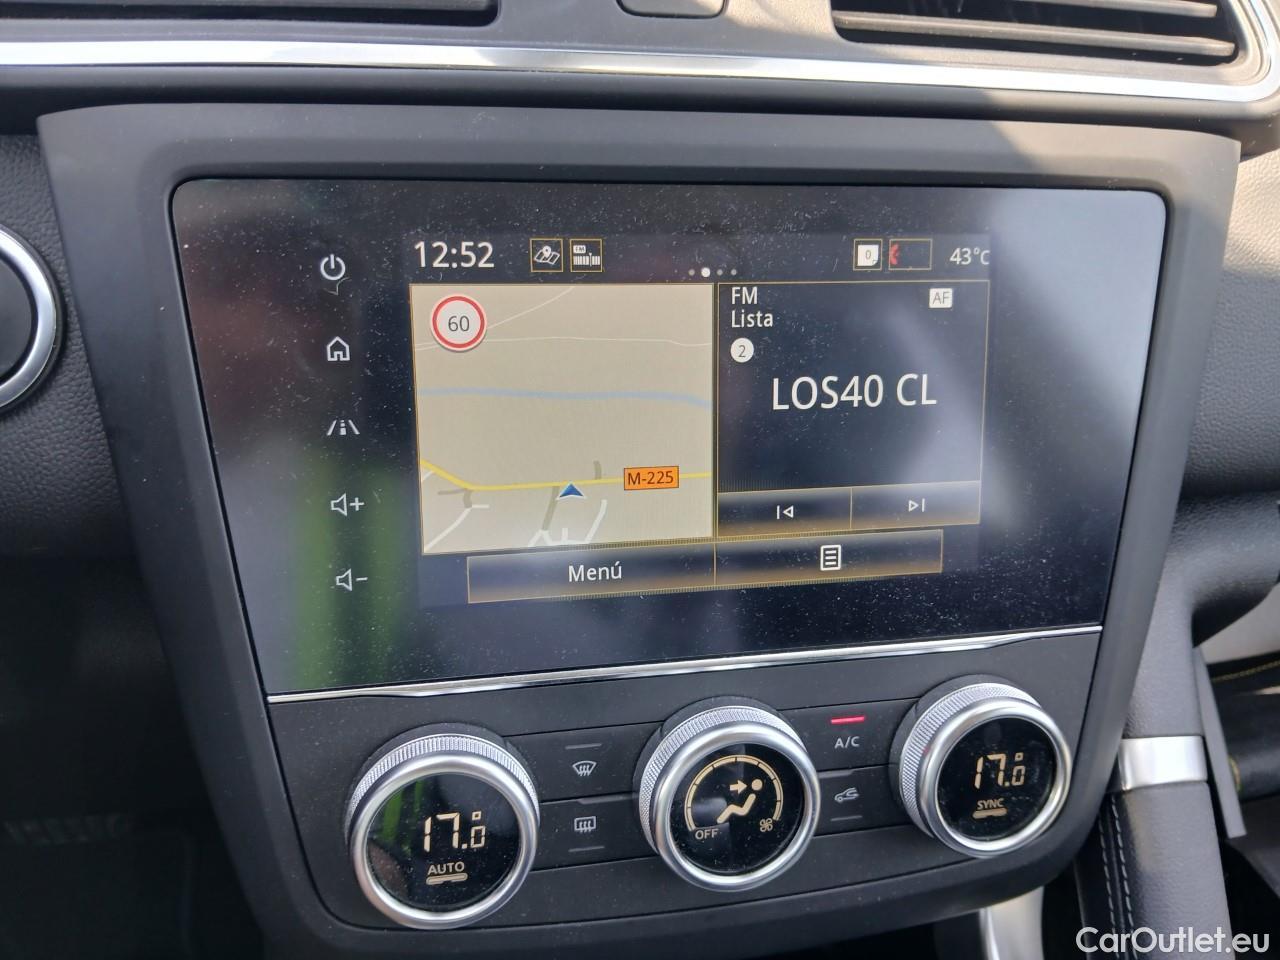 12:52
FM
0
43°C
60
FM
AF
Lista
2
LOS40 CL
M-225
Menú
A/C
17.0
AUTO
OFF
17.0
SYNC
CarOutlet.eu